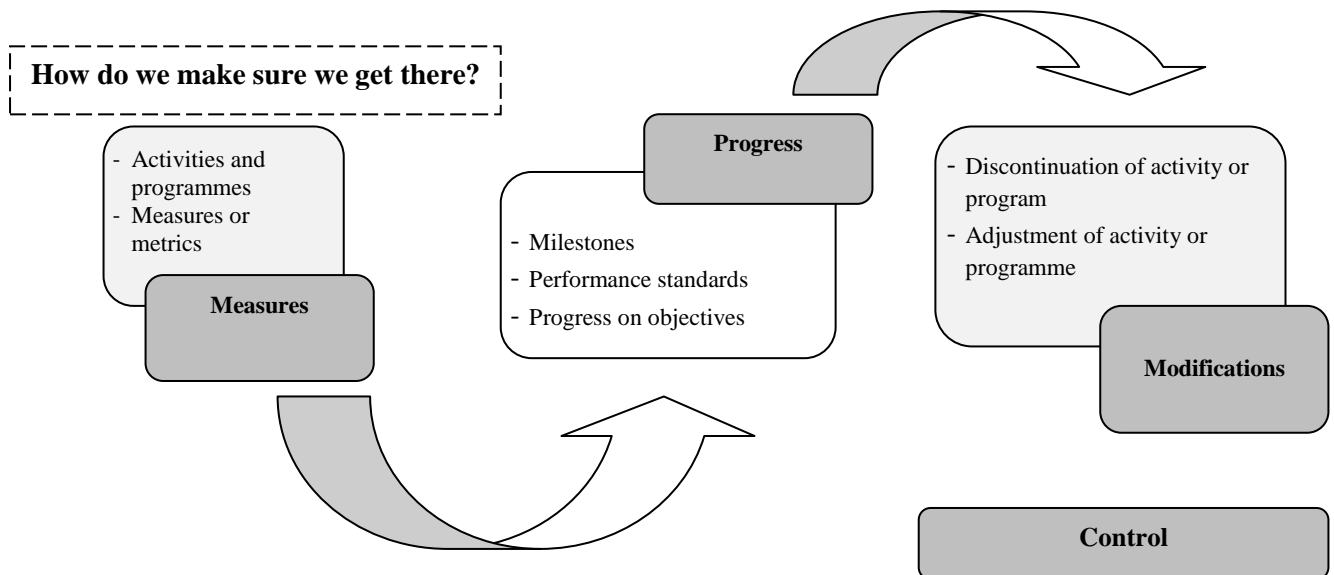 How do we make sure we get there?
- Activities and
programmes
- Measures or
metrics
Measures
Progress
- Milestones
- Performance standards
- Progress on objectives
- Discontinuation of activity or
program
- Adjustment of activity or
programme
Modifications
Control